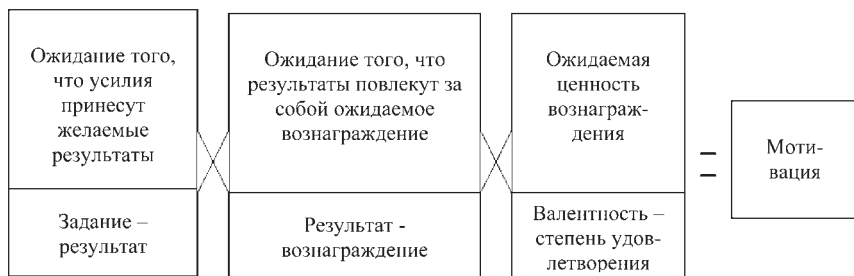 Ожидание того,
что усилия
принесут
желаемые
результаты
Задание –
результат
Ожидание того, что
результаты повлекут за
собой ожидаемое
вознаграждение
Результат -
вознаграждение
Ожидаемая
ценность
вознаграж-
дения
Валентность –
степень удов-
летворения
=
Моти-
вация